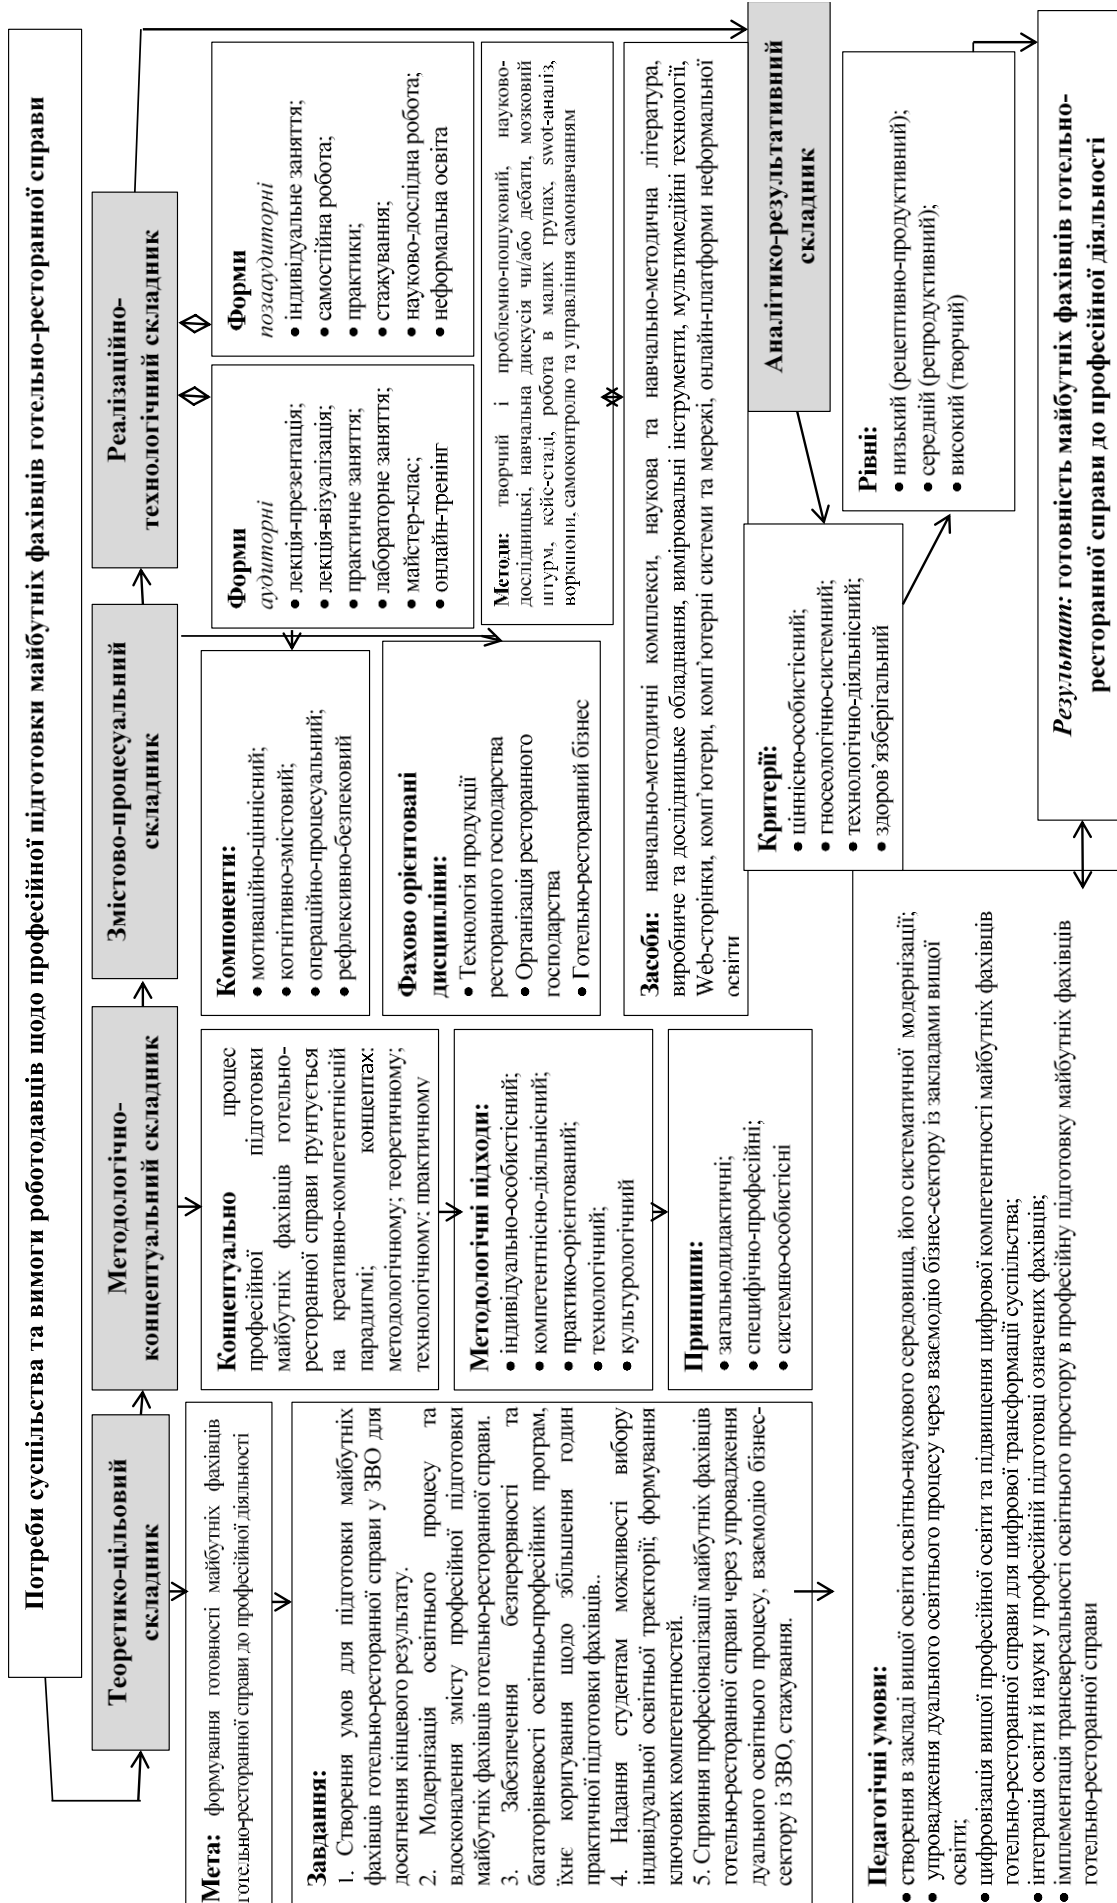 Потреби суспільства та вимоги роботодавців щодо професійної підготовки майбутніх фахівців готельно-ресторанної справи
Теоретико-цільовий
складник
Методологічно-
концептуальний складник
Змістово-процесуальний
складник
Реалізаційно-
технологічний складник
Мета: формування готовності майбутніх фахівців
готельно-ресторанної справи до професійної діяльності
Завдання:
1. Створення умов для підготовки майбутніх
фахівців готельно-ресторанної справи у ЗВО для
досягнення кінцевого результату.
2. Модернізація освітнього процесу та
вдосконалення змісту професійної підготовки
майбутніх фахівців готельно-ресторанної справи.
3. Забезпечення безперервності та
багаторівневості освітньо-професійних програм,
їхнє коригування щодо збільшення годин
практичної підготовки фахівців..
4. Надання студентам можливості вибору
індивідуальної освітньої траєкторії; формування
ключових компетентностей.
5. Сприяння професіоналізації майбутніх фахівців
готельно-ресторанної справи через упровадження
дуального освітнього процесу, взаємодію бізнес-
сектору із ЗВО, стажування.
Концептуально процес
професійної підготовки
майбутніх фахівців готельно-
ресторанної справи ґрунтується
на креативно-компетентнісній
парадигмі; концептах:
методологічному; теоретичному;
технологічному; практичному
Методологічні підходи:
• індивідуально-особистісний;
• компетентнісно-діяльнісний;
• практико-орієнтований;
• технологічний;
• культурологічний
Принципи:
• загальнодидактичні;
• специфічно-професійні;
• системно-особистісні
Компоненти:
• мотиваційно-ціннісний;
• когнітивно-змістовий;
• операційно-процесуальний;
• рефлексивно-безпековий
Фахово орієнтовані
дисципліни:
• Технологія продукції
ресторанного господарства
• Організація ресторанного
господарства
• Готельно-ресторанний бізнес
Форми
аудиторні
• лекція-презентація;
• лекція-візуалізація;
• практичне заняття;
• лабораторне заняття;
• майстер-клас;
• онлайн-тренінг
Форми
позааудиторні
• індивідуальне заняття;
• самостійна робота;
• практики;
• стажування;
• науково-дослідна робота;
• неформальна освіта
Методи: творчий і проблемно-пошуковий, науково-
дослідницькі, навчальна дискусія чи/або дебати, мозковий
штурм, кейс-стаді, робота в малих групах, swot-аналіз,
воркшопи, самоконтролю та управління самонавчанням
Засоби: навчально-методичні комплекси, наукова та навчально-методична література,
виробниче та дослідницьке обладнання, вимірювальні інструменти, мультимедійні технології,
Web-сторінки, комп'ютери, комп'ютерні системи та мережі, онлайн-платформи неформальної
освіти
Аналітико-результативний
складник
Критерії:
• ціннісно-особистісний;
• гносеологічно-системний;
• технологічно-діяльнісний;
• здоров'язберігальний
Рівні:
• низький (рецептивно-продуктивний);
• середній (репродуктивний);
• високий (творчий)
Педагогічні умови:
• створення в закладі вищої освіти освітньо-наукового середовища, його систематичної модернізації;
• упровадження дуального освітнього процесу через взаємодію бізнес-сектору із закладами вищої
освіти;
• цифровізація вищої професійної освіти та підвищення цифрової компетентності майбутніх фахівців
готельно-ресторанної справи для цифрової трансформації суспільства;
• інтеграція освіти й науки у професійній підготовці означених фахівців;
• імплементація трансверсальності освітнього простору в професійну підготовку майбутніх фахівців
готельно-ресторанної справи
Результат: готовність майбутніх фахівців готельно-
ресторанної справи до професійної діяльності